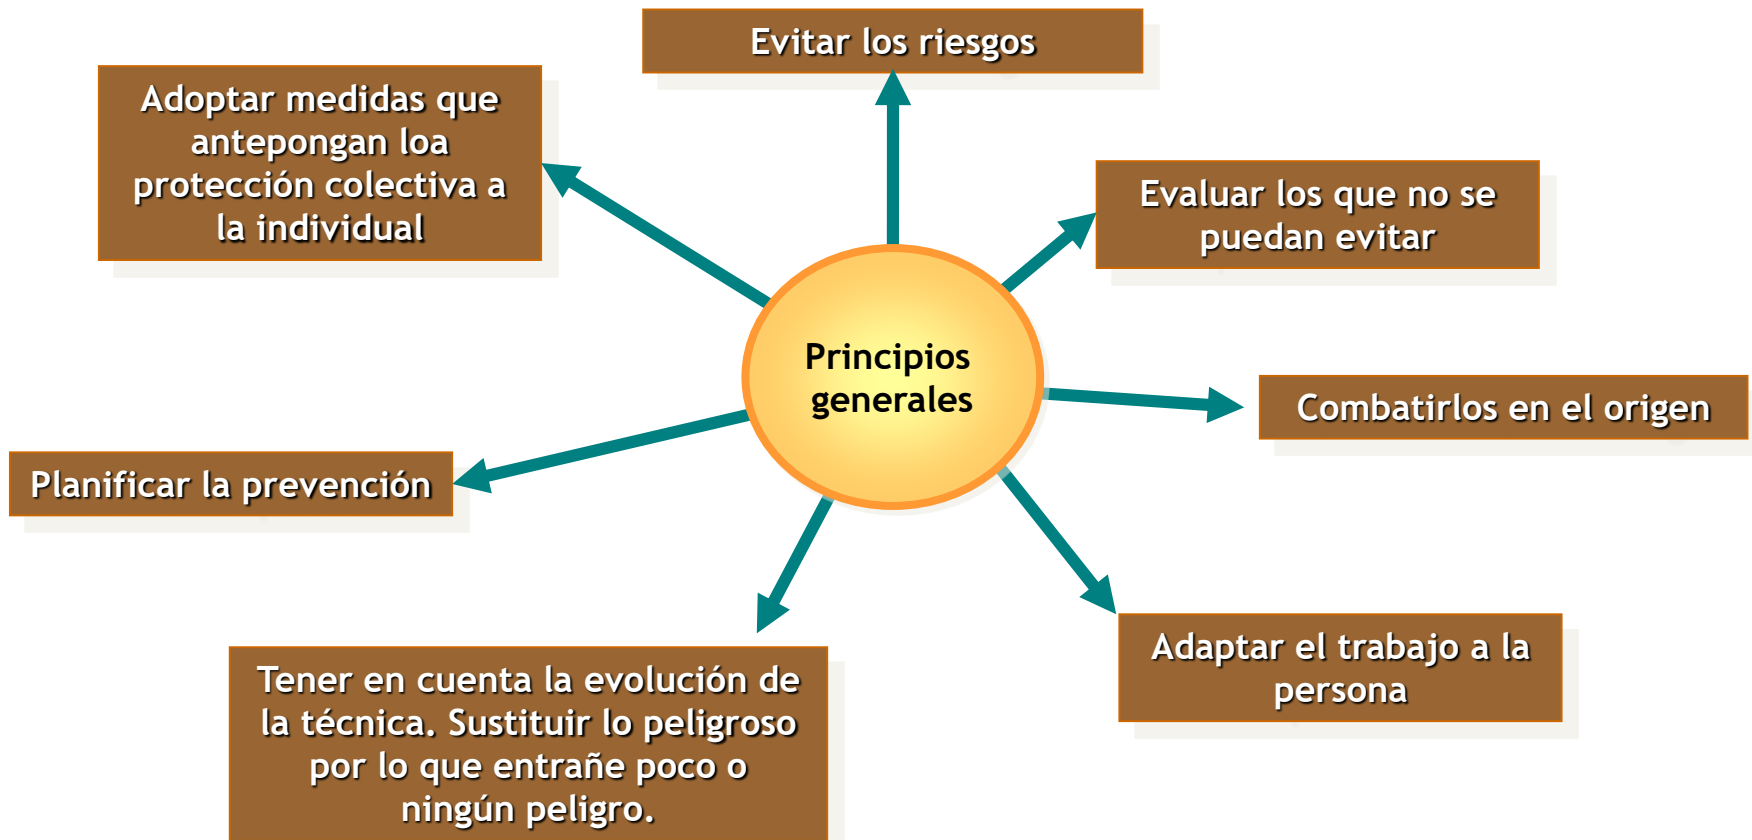 Evitar los riesgos
Adoptar medidas que
antepongan loa
protección colectiva a
la individual
Evaluar los que no se
puedan evitar
Principios
generales
Combatirlos en el origen
Planificar la prevención
Adaptar el trabajo a la
persona
Tener en cuenta la evolución de
la técnica. Sustituir lo peligroso
por lo que entrañe poco o
ningún peligro.